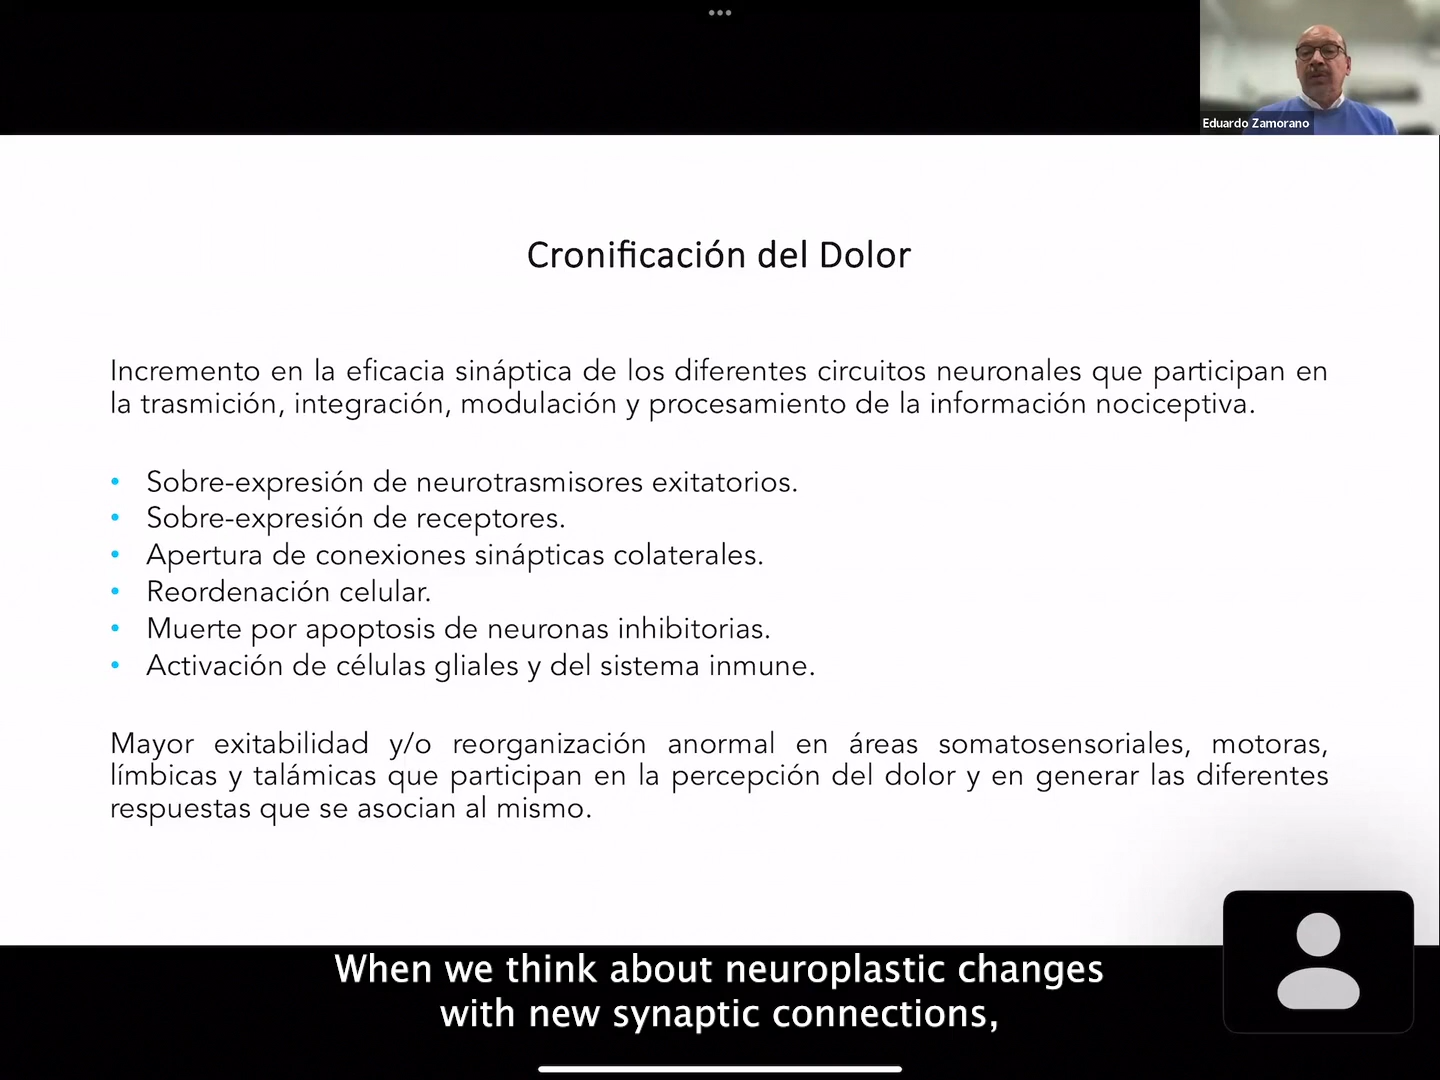 Eduardo Zamorano
Cronificación del Dolor
Incremento en la eficacia sináptica de los diferentes circuitos neuronales que participan en
la trasmición, integración, modulación y procesamiento de la información nociceptiva.
• Sobre-expresión de neurotrasmisores exitatorios.
• Sobre-expresión de receptores.
• Apertura de conexiones sinápticas colaterales.
• Reordenación celular.
• Muerte por apoptosis de neuronas inhibitorias.
• Activación de células gliales y del sistema inmune.
Mayor exitabilidad y/o reorganización anormal en áreas somatosensoriales, motoras,
límbicas y talámicas que participan en la percepción del dolor y en generar las diferentes
respuestas que se asocian al mismo.
When we think about neuroplastic changes
with new synaptic connections,